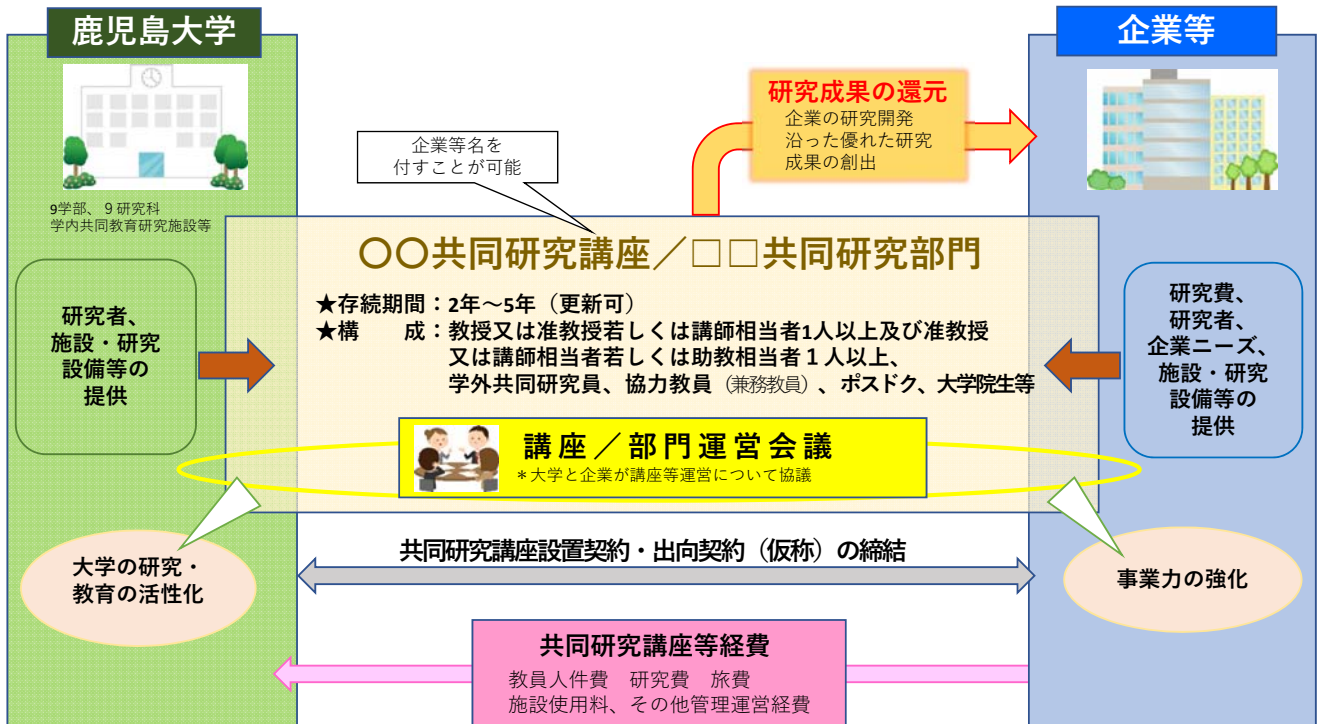 鹿児島大学
企業等
研究成果の還元
企業の研究開発
沿った優れた研究
成果の創出
企業等名を
付すことが可能
9学部、９研究科
学内共同教育研究施設等
〇〇共同研究講座／□□共同研究部門
★存続期間：2年～5年（更新可）
★構　　成：教授又は准教授若しくは講師相当者1人以上及び准教授
又は講師相当者若しくは助教相当者１人以上、
学外共同研究員、協力教員（兼務教員）、ポスドク、大学院生等
研究者、
施設・研究
設備等の
提供
研究費、
研究者、
企業ニーズ、
施設・研究
設備等の
提供
講座／部門運営会議
＊大学と企業が講座等運営について協議
大学の研究・
教育の活性化
共同研究講座設置契約・出向契約（仮称）の締結
事業力の強化
共同研究講座等経費
教員人件費　研究費　旅費
施設使用料、その他管理運営経費